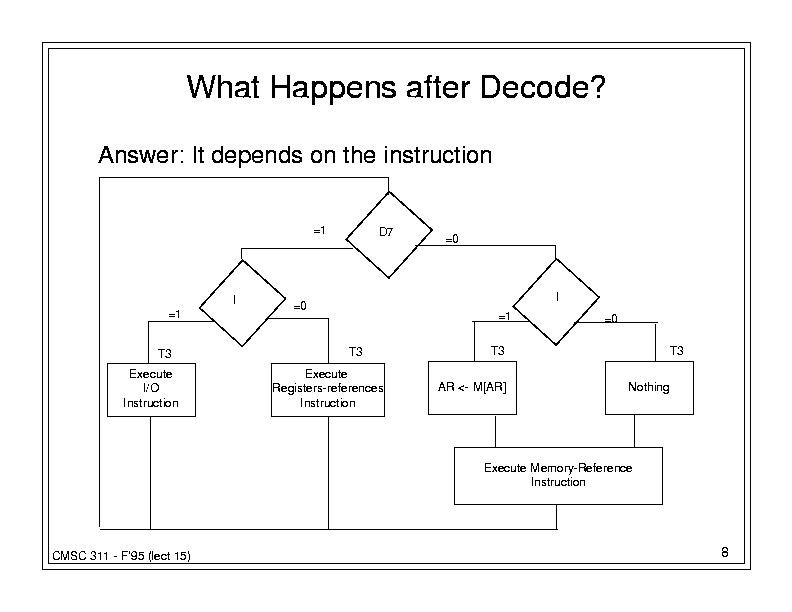 What Happens after Decode?
Answer: It depends on the instruction
D7
=1
=0
I
=1
=0
I
=1
=0
T3
T3
T3
T3
Execute
I/O
Instruction
Execute
Registers-references
Instruction
AR <- M[AR]
Nothing
Execute Memory-Reference
Instruction
CMSC 311 - F'95 (lect 15)
8